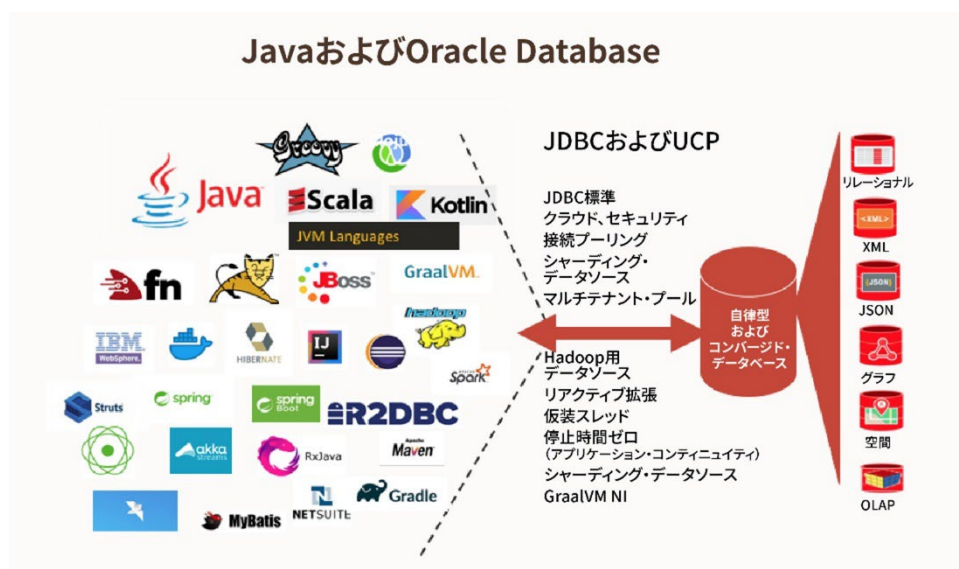 JavaおよびOracle Database
Groovy
Java
Scala
Kotlin
JVM Languages
fn
JBoss
GraalVM
IBM
WebSphere.
HIBERNATE
IJ
hadoop
APACHE
Spark
Struts
spring
spring
Boot
R2DBC
akka
streams
RxJava
Apache
Maven
N
NETSUITE
Gradle
MyBatis
JDBCおよびUCP
JDBC標準
クラウド、セキュリティ
接続プーリング
シャーディング・
データソース
マルチテナント・プール
Hadoop用
データソース
リアクティブ拡張
仮装スレッド
停止時間ゼロ
(アプリケーション・コンティニュイティ)
シャーディング・データソース
GraalVM NI
自律型
および
コンバージド・
データベース
リレーショナル
<XML>
XML
{JSON}
JSON
グラフ
空間
OLAP